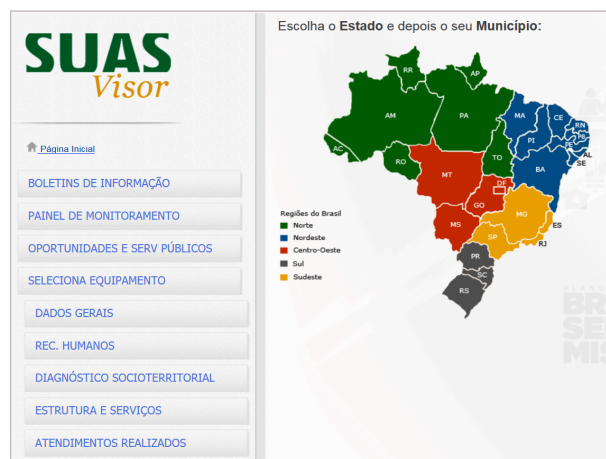 SUAS
Visor
Página Inicial
BOLETINS DE INFORMAÇÃO
PAINEL DE MONITORAMENTO
OPORTUNIDADES E SERV PÚBLICOS
SELECIONA EQUIPAMENTO
DADOS GERAIS
REC. HUMANOS
DIAGNÓSTICO SOCIOTERRITORIAL
ESTRUTURA E SERVIÇOS
ATENDIMENTOS REALIZADOS
Escolha o Estado e depois o seu Município:
RR
AP
AM
PA
MA
CE
RN
PB
PE
PI
AL
SE
AC
RO
TO
BA
MT
DF
GO
MG
MS
ES
SP
RJ
PR
SC
RS
Regiões do Brasil
Norte
Nordeste
Centro-Oeste
Sul
Sudeste